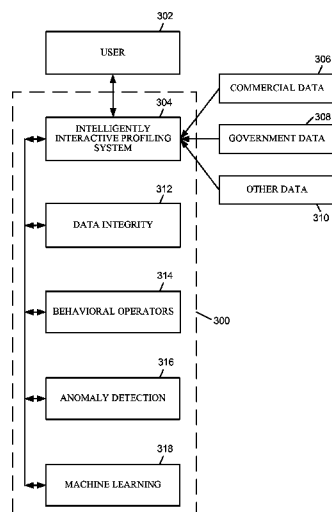 302
USER
304
306
COMMERCIAL DATA
INTELLIGENTLY
INTERACTIVE PROFILING
SYSTEM
308
GOVERNMENT DATA
OTHER DATA
310
312
DATA INTEGRITY
314
BEHAVIORAL OPERATORS
300
316
ANOMALY DETECTION
318
MACHINE LEARNING